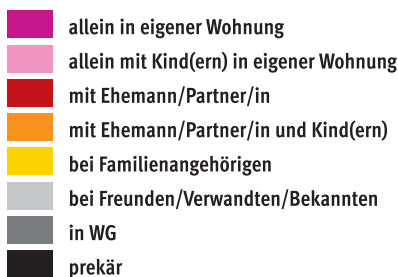 allein in eigener Wohnung
allein mit Kind(ern) in eigener Wohnung
mit Ehemann/Partner/in
mit Ehemann/Partner/in und Kind(ern)
bei Familienangehörigen
bei Freunden/Verwandten/Bekannten
in WG
prekär